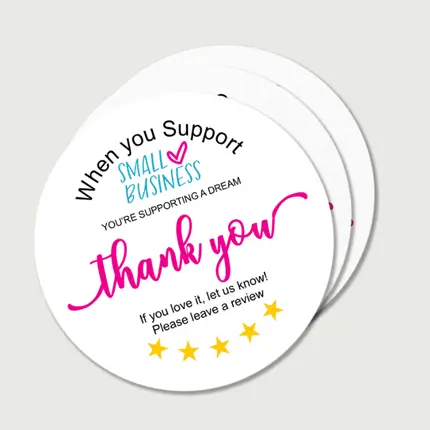 When you Support
SMALL
BUSINESS
YOU'RE SUPPORTING A DREAM
thank you
If you love it, let us know!
Please leave a review